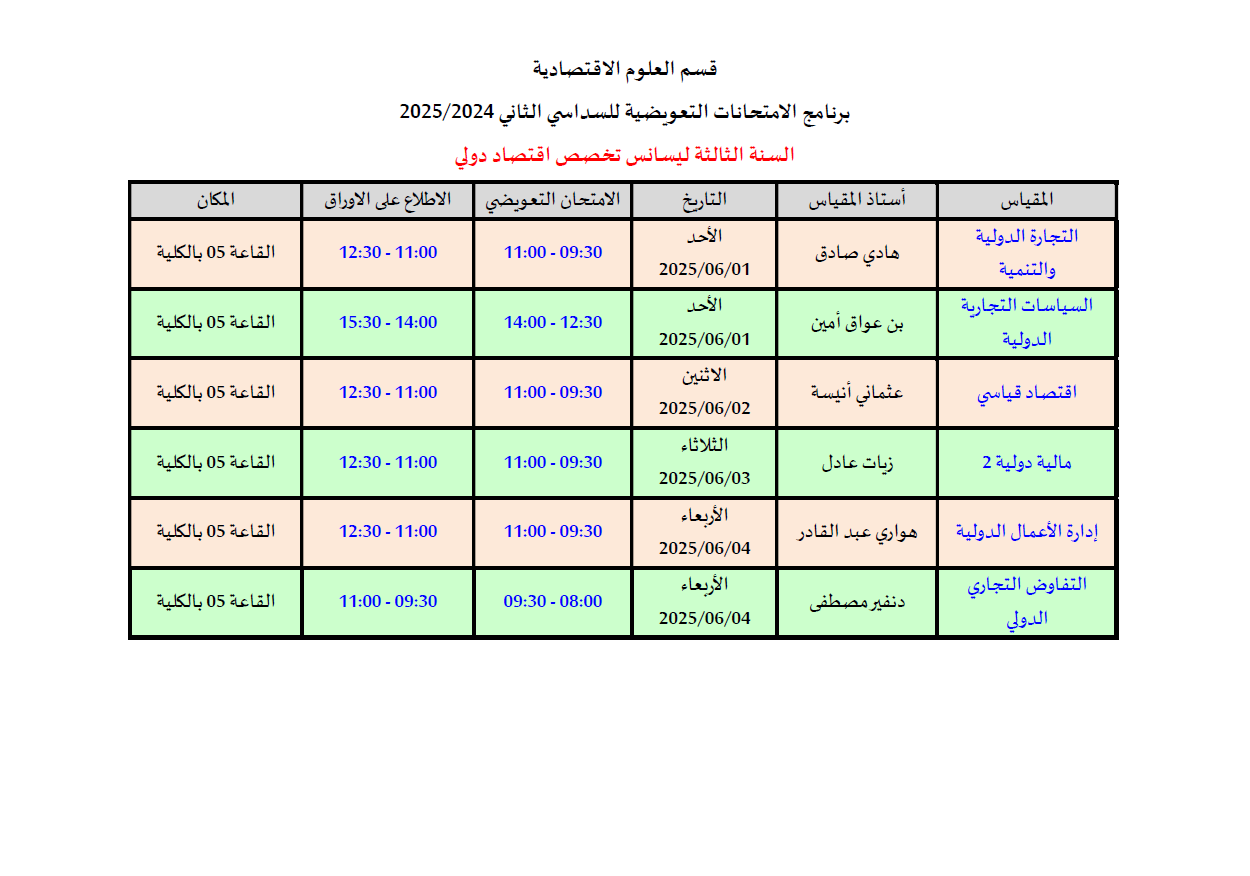 قسم العلوم الاقتصادية
برنامج الامتحانات التعويضية للسداسي الثاني 2025/2024
السنة الثالثة ليسانس تخصص اقتصاد دولي
المقياس أستاذ المقياس التاريخ الامتحان التعويضي الاطلاع على الاوراق المكان
التجارة الدولية والتنمية هادي صادق الأحد 2025/06/01 09:30 - 11:00 11:00 - 12:30 القاعة 05 بالكلية
السياسات التجارية الدولية بن عواق أمين الأحد 2025/06/01 12:30 - 14:00 14:00 - 15:30 القاعة 05 بالكلية
اقتصاد قياسي عثماني أنيسة الاثنين 2025/06/02 09:30 - 11:00 11:00 - 12:30 القاعة 05 بالكلية
مالية دولية 2 زيات عادل الثلاثاء 2025/06/03 09:30 - 11:00 11:00 - 12:30 القاعة 05 بالكلية
إدارة الأعمال الدولية هواري عبد القادر الأربعاء 2025/06/04 09:30 - 11:00 11:00 - 12:30 القاعة 05 بالكلية
التفاوض التجاري الدولي دنفير مصطفى الأربعاء 2025/06/04 08:00 - 09:30 09:30 - 11:00 القاعة 05 بالكلية